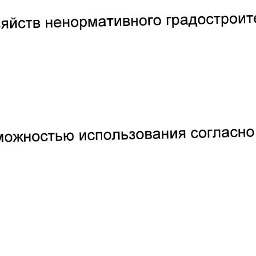 яйств ненормативного градостроите
можностью использования согласно